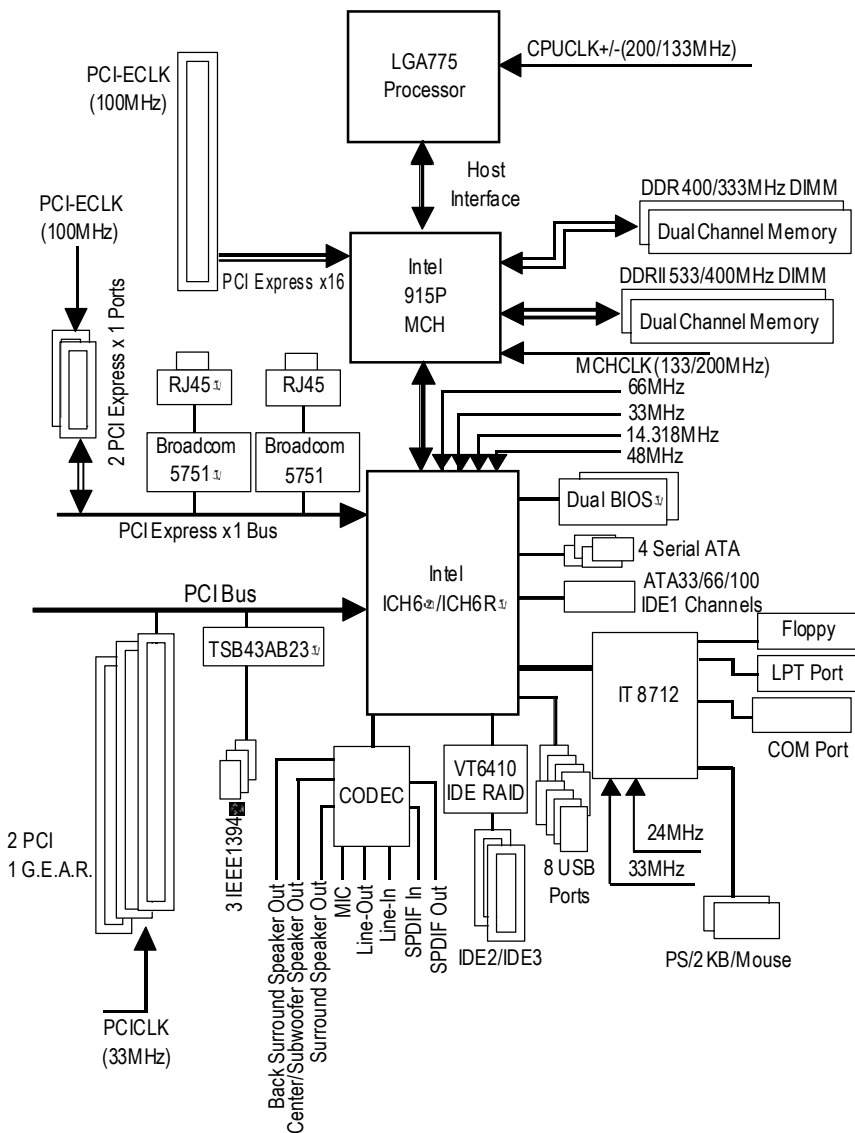 LGA775
Processor
CPUCLK+/-(200/133MHz)
PCI-ECLK
(100MHz)
Host
Interface
PCI-ECLK
(100MHz)
DDR 400/333MHz DIMM
Dual Channel Memory
PCI Express x16
Intel
915P
MCH
DDRII 533/400MHz DIMM
Dual Channel Memory
MCHCLK (133/200MHz)
2 PCI Express x 1 Ports
RJ45
RJ45
66MHz
33MHz
14.318MHz
48MHz
Broadcom
5751
Broadcom
5751
PCI Express x1 Bus
Dual BIOS
4 Serial ATA
Intel
ICH6/ICH6R
ATA33/66/100
IDE1 Channels
PCI Bus
TSB43AB23
Floppy
LPT Port
IT 8712
COM Port
CODEC
VT6410
IDE RAID
3 IEEE1394
2 PCI
1 G.E.A.R.
24MHz
33MHz
8 USB
Ports
Back Surround Speaker Out
Center/Subwoofer Speaker Out
Surround Speaker Out
MIC
Line-Out
Line-In
SPDIF In
SPDIF Out
IDE2/IDE3
PS/2 KB/Mouse
PCICLK
(33MHz)